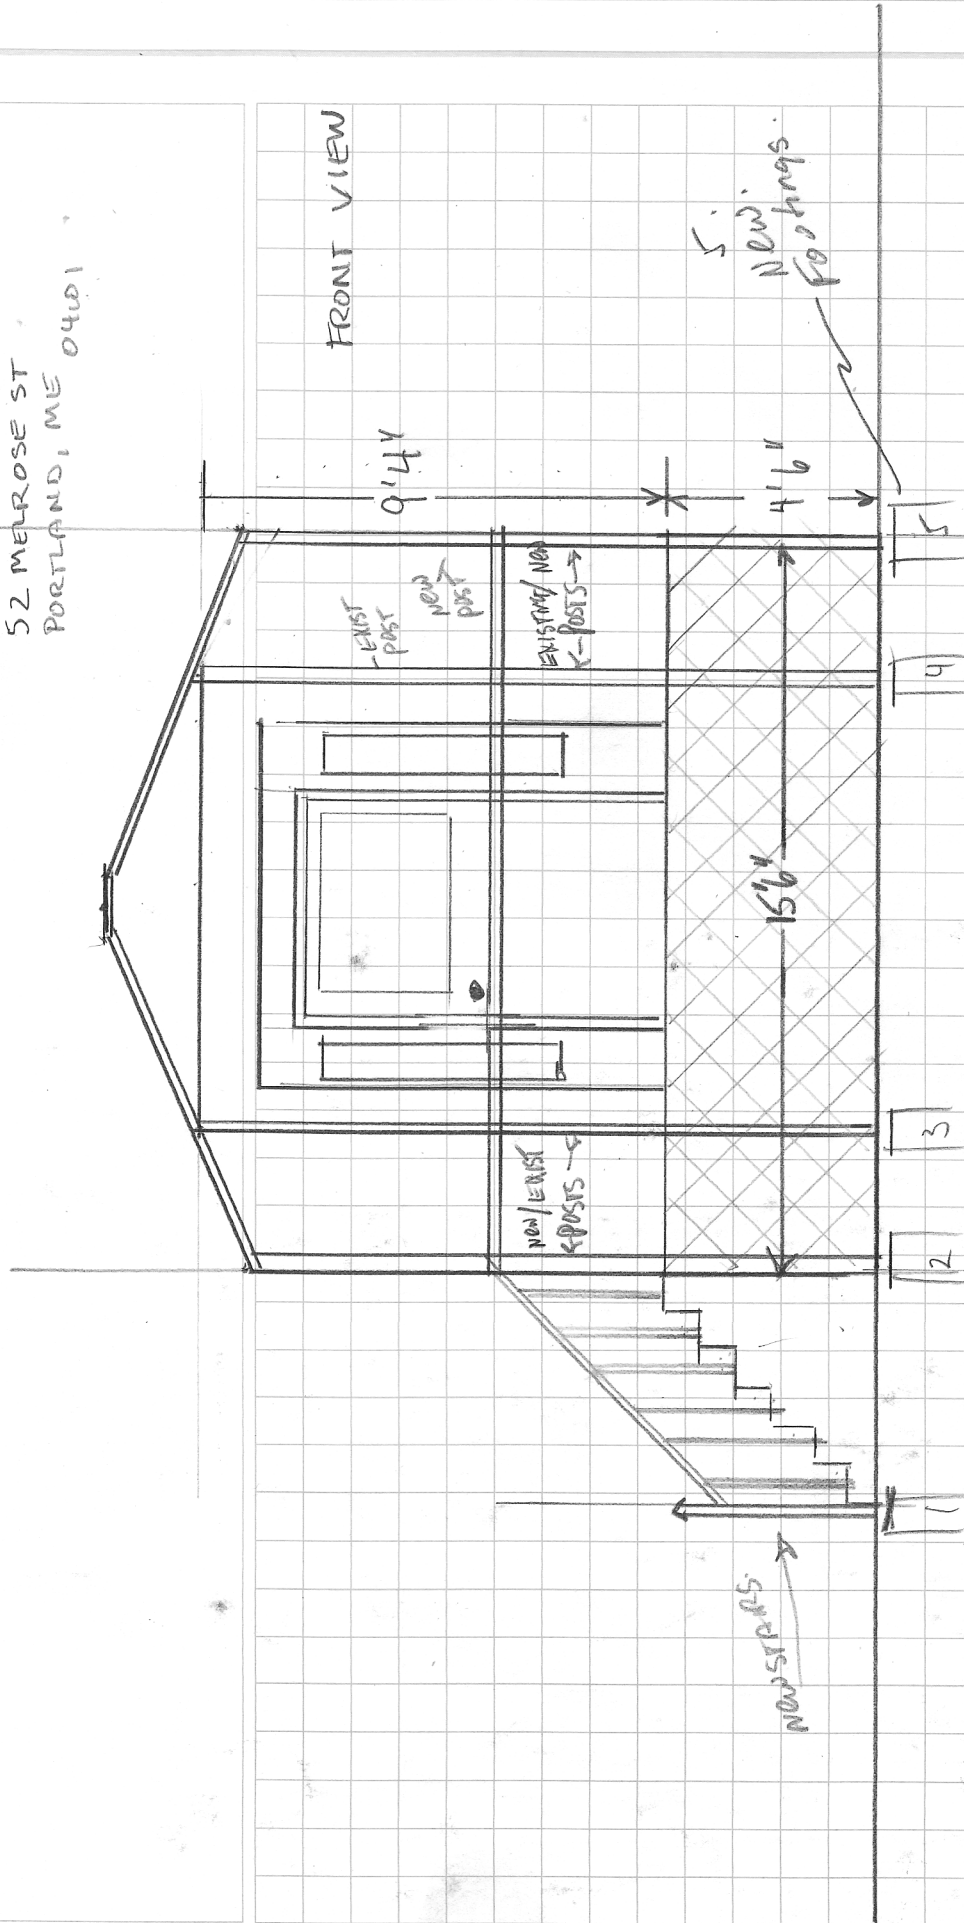 52 MELROSE ST
PORTLAND, ME 04101
FRONT VIEW
9'4"
4'6"
EXIST
POST
NEW
POST
EXISTING/NEW
POSTS
NEW/EXIST
POSTS
15'6"
5
New
Footings.
NEW STAIRS
1
2
3
4
5